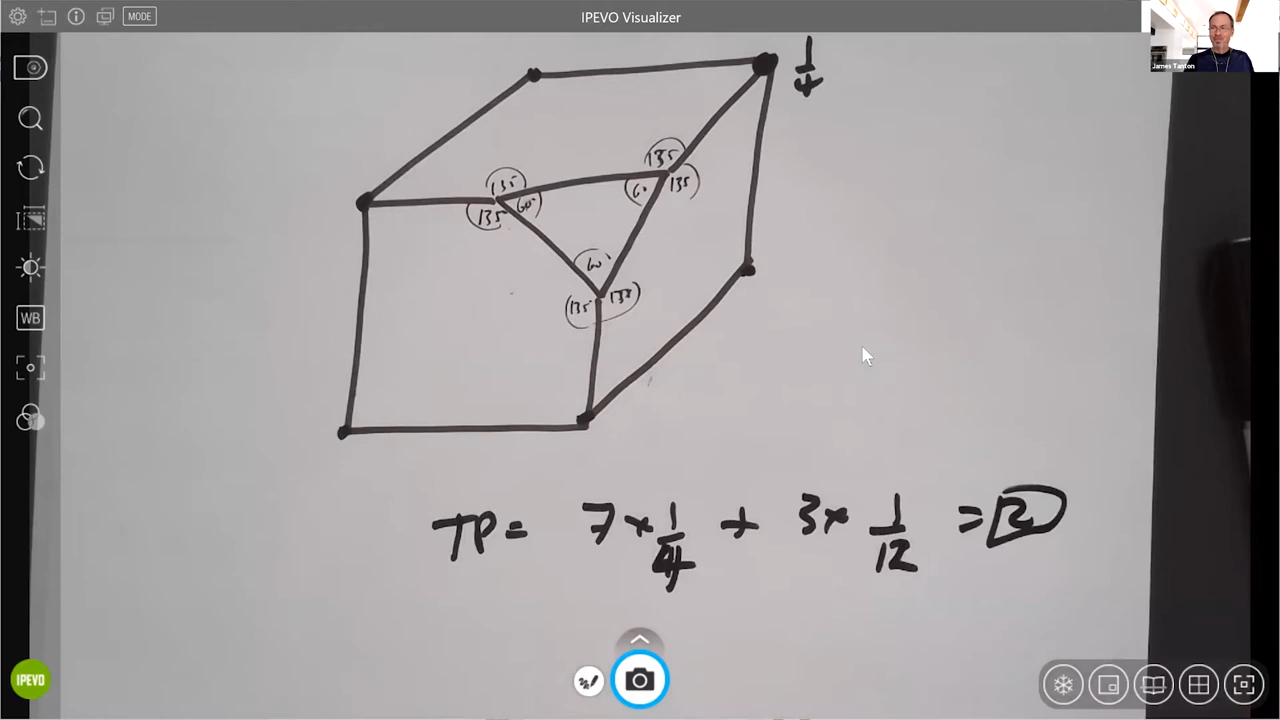 MODE
IPEVO Visualizer
James Tanton
1/4
135
135
60
135
60°
135
60°
135
135
TP = 7 × 1/4 + 3 × 1/12 = 2
WB
IPEVO